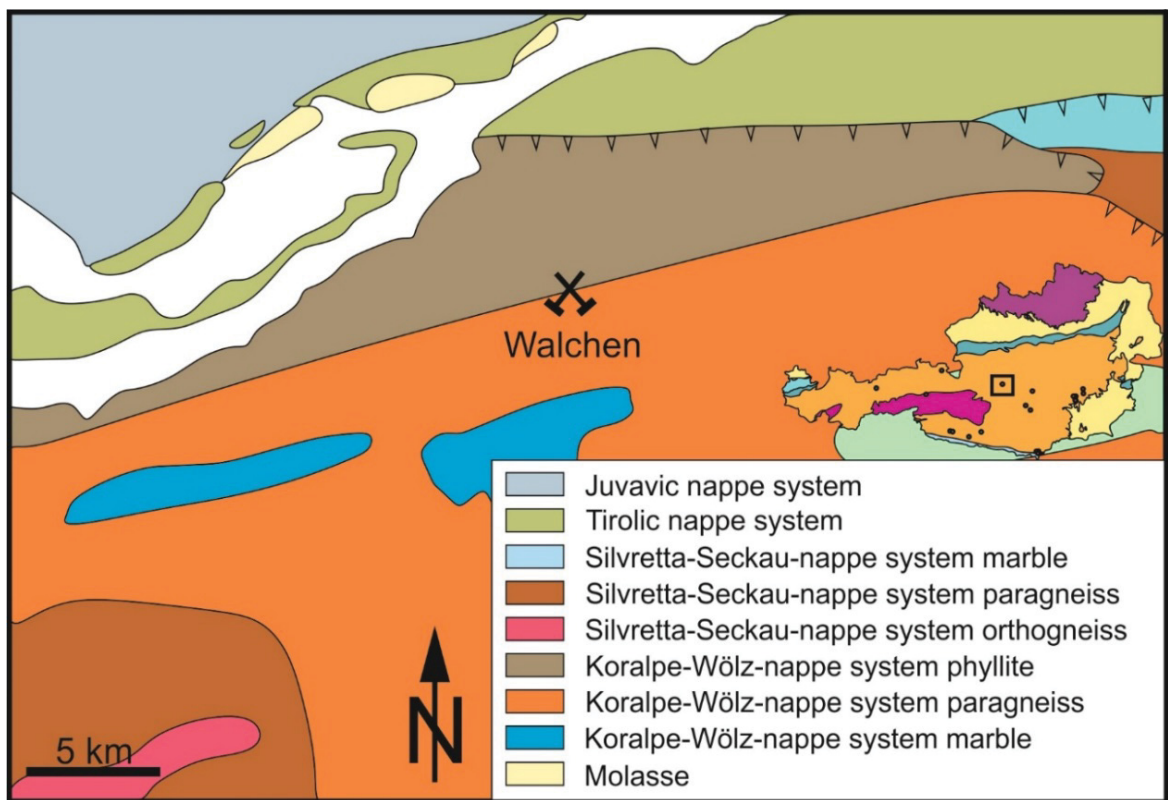 Walchen
Juvavic nappe system
Tirolic nappe system
Silvretta-Seckau-nappe system marble
Silvretta-Seckau-nappe system paragneiss
Silvretta-Seckau-nappe system orthogneiss
Koralpe-Wölz-nappe system phyllite
Koralpe-Wölz-nappe system paragneiss
Koralpe-Wölz-nappe system marble
Molasse
N
5 km